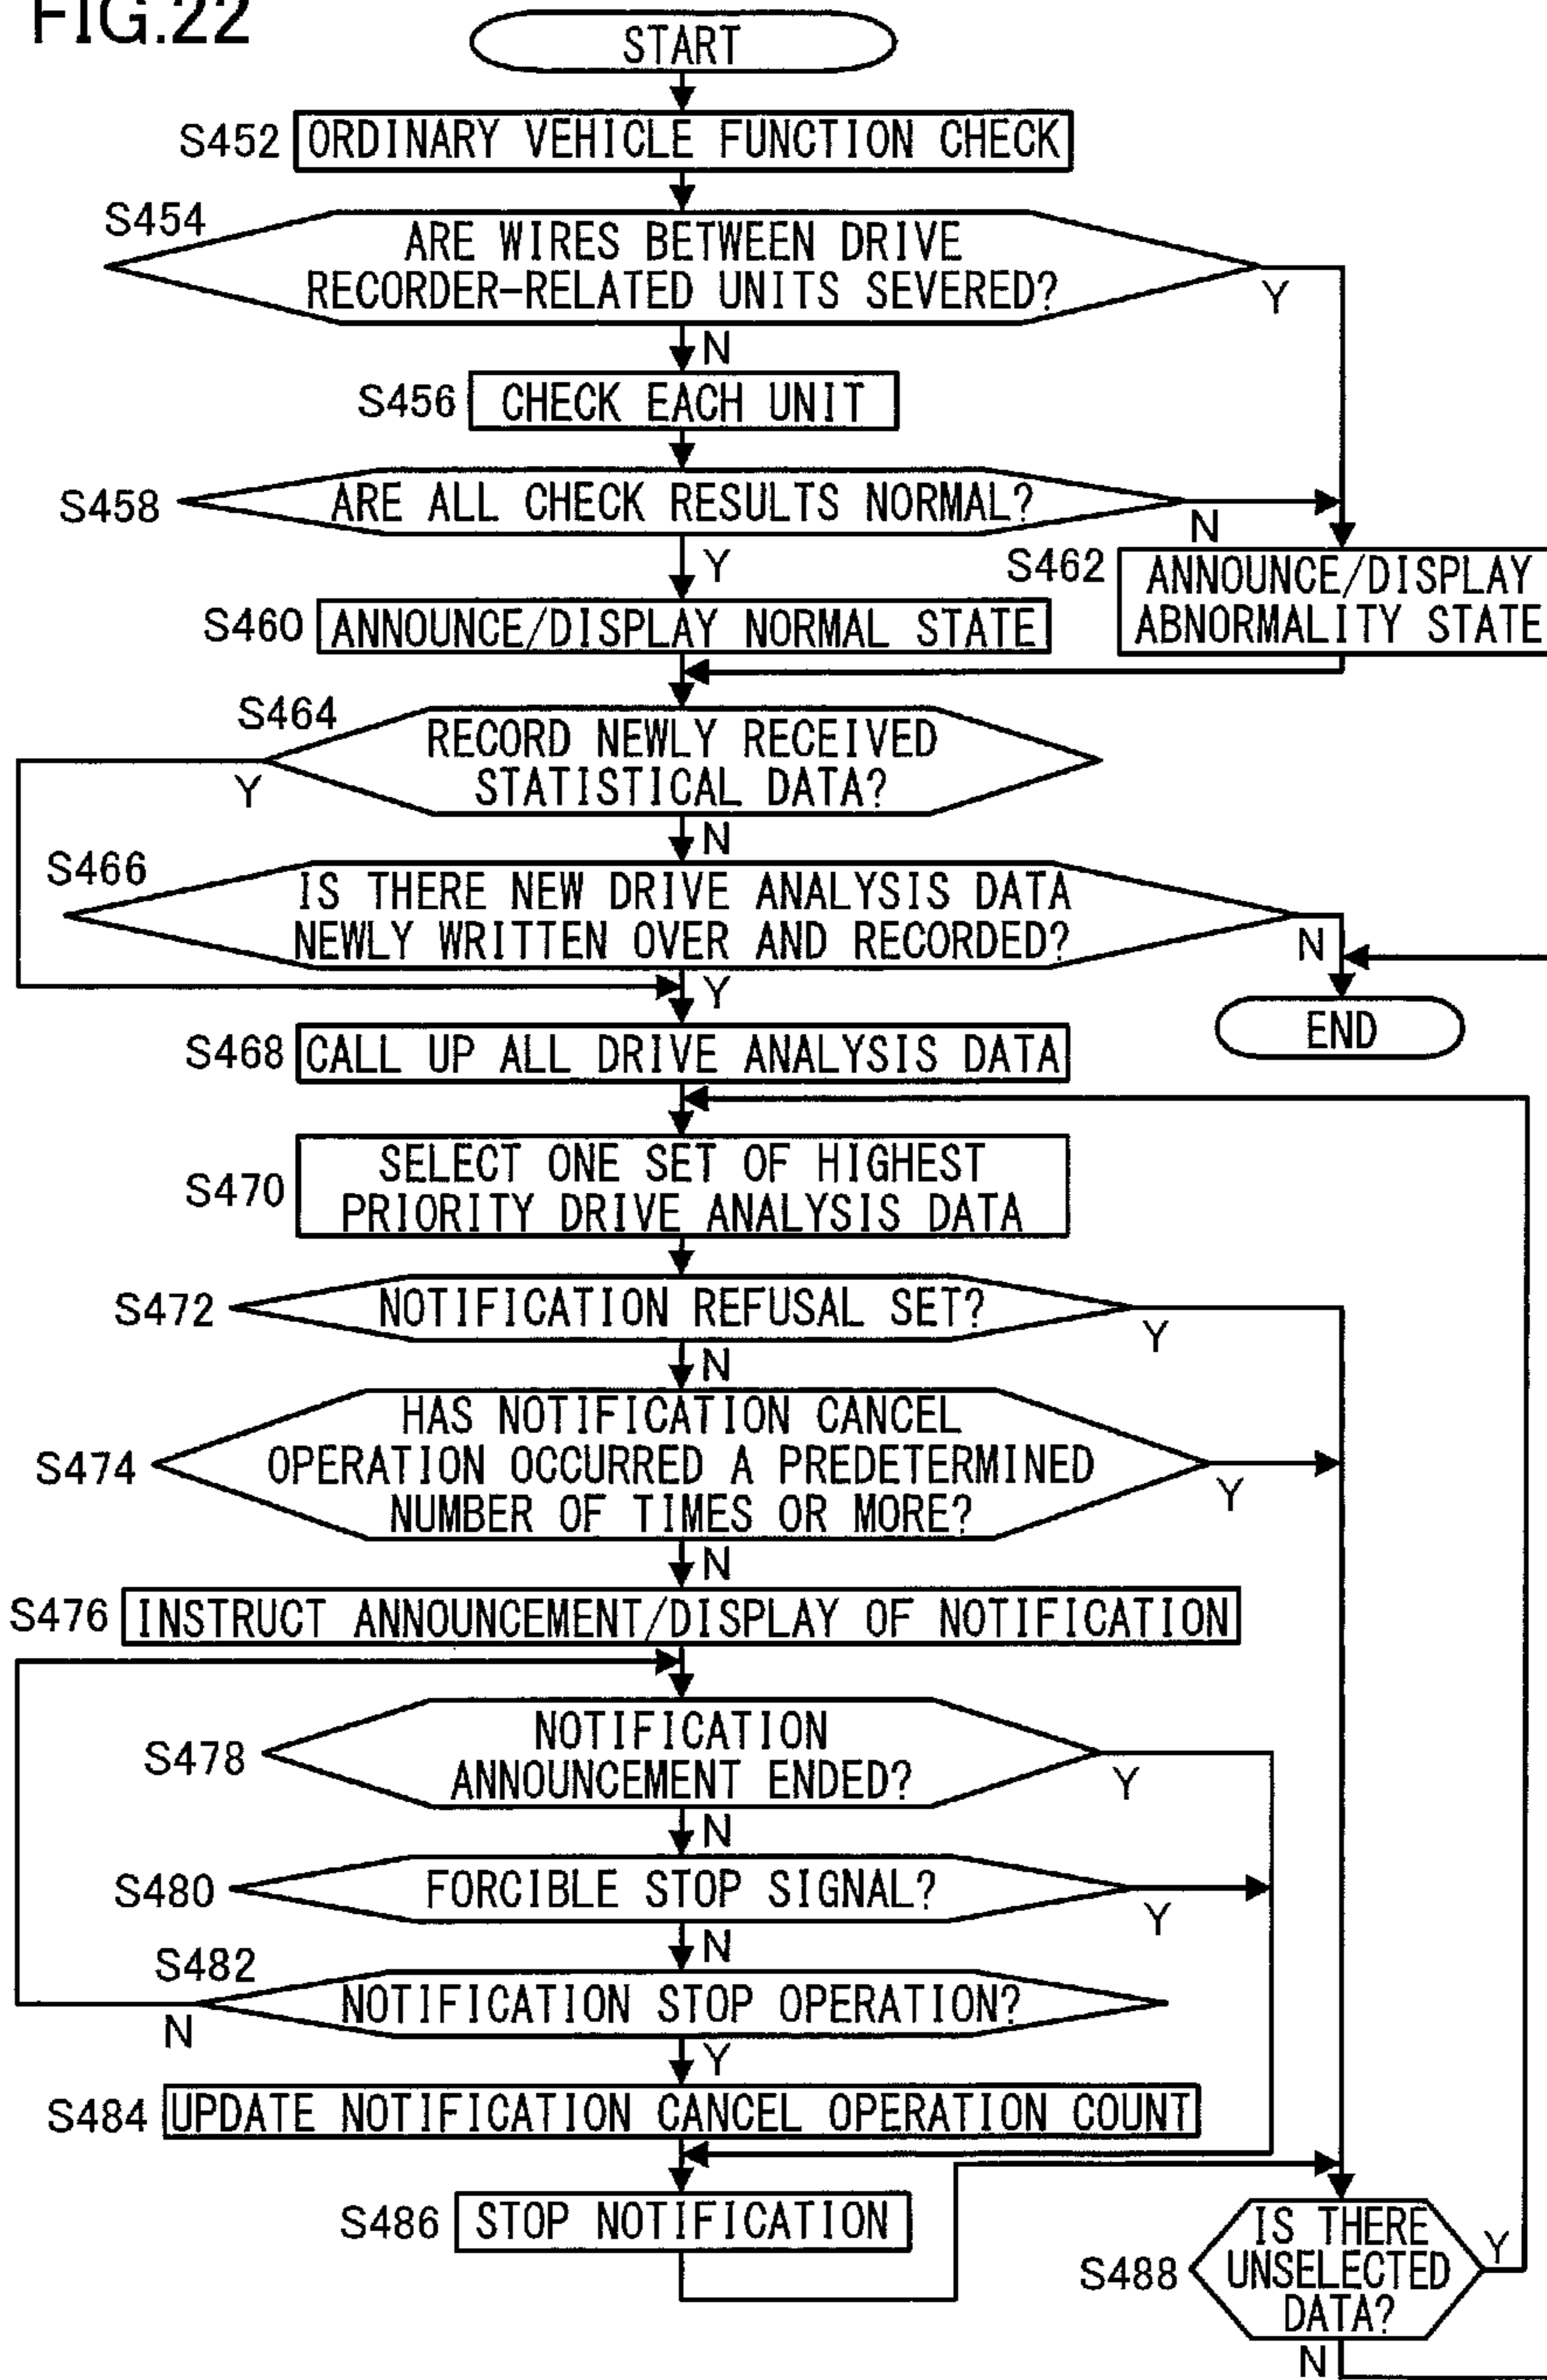 FIG.22
START
S452
ORDINARY VEHICLE FUNCTION CHECK
S454
ARE WIRES BETWEEN DRIVE
RECORDER-RELATED UNITS SEVERED?
Y
N
S456
CHECK EACH UNIT
S458
ARE ALL CHECK RESULTS NORMAL?
N
Y
S462
ANNOUNCE/DISPLAY
ABNORMALITY STATE
S460
ANNOUNCE/DISPLAY NORMAL STATE
S464
RECORD NEWLY RECEIVED
STATISTICAL DATA?
Y
N
S466
IS THERE NEW DRIVE ANALYSIS DATA
NEWLY WRITTEN OVER AND RECORDED?
N
Y
END
S468
CALL UP ALL DRIVE ANALYSIS DATA
S470
SELECT ONE SET OF HIGHEST
PRIORITY DRIVE ANALYSIS DATA
S472
NOTIFICATION REFUSAL SET?
Y
N
S474
HAS NOTIFICATION CANCEL
OPERATION OCCURRED A PREDETERMINED
NUMBER OF TIMES OR MORE?
Y
N
S476
INSTRUCT ANNOUNCEMENT/DISPLAY OF NOTIFICATION
S478
NOTIFICATION
ANNOUNCEMENT ENDED?
Y
N
S480
FORCIBLE STOP SIGNAL?
Y
N
S482
NOTIFICATION STOP OPERATION?
N
Y
S484
UPDATE NOTIFICATION CANCEL OPERATION COUNT
S486
STOP NOTIFICATION
S488
IS THERE
UNSELECTED
DATA?
Y
N